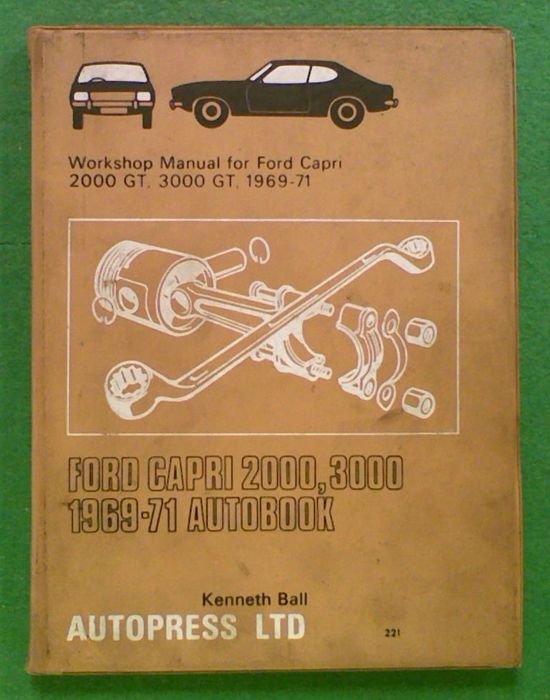 Workshop Manual for Ford Capri
2000 GT, 3000 GT, 1969-71
FORD CAPRI 2000, 3000
1969-71 AUTOBOOK
Kenneth Ball
AUTOPRESS LTD
221